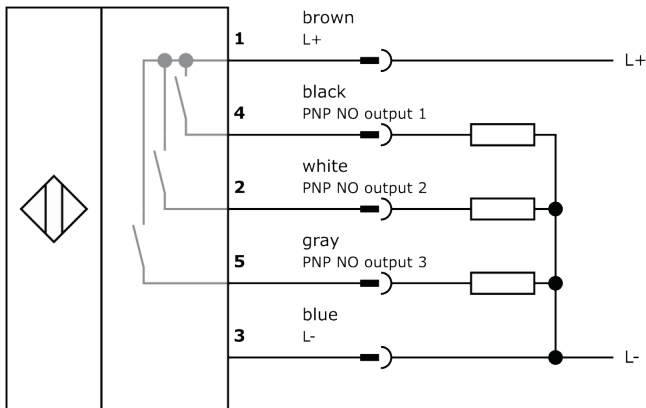 brown
1
L+
L+
black
4
PNP NO output 1
white
2
PNP NO output 2
gray
5
PNP NO output 3
blue
3
L-
L-